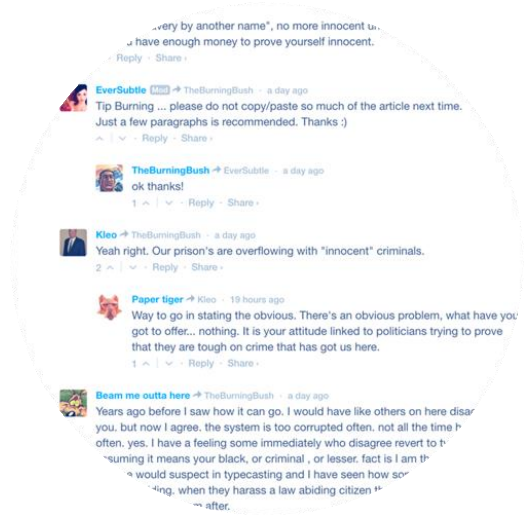 by another name", no more innocent
have enough money to prove yourself innocent.
Reply Share ›
EverSubtle Mod → TheBurningBush · a day ago
Tip Burning ... please do not copy/paste so much of the article next time.
Just a few paragraphs is recommended. Thanks :)
· Reply · Share ›
TheBurningBush → EverSubtle · a day ago
ok thanks!
1 · Reply · Share ›
Kleo → TheBurningBush · a day ago
Yeah right. Our prison's are overflowing with "innocent" criminals.
2 · Reply · Share ›
Paper tiger → Kleo · 19 hours ago
Way to go in stating the obvious. There's an obvious problem, what have you
got to offer... nothing. It is your attitude linked to politicians trying to prove
that they are tough on crime that has got us here.
1 · Reply · Share ›
Beam me outta here → TheBurningBush · a day ago
Years ago before I saw how it can go. I would have like others on here
you. but now I agree. the system is too corrupted often. not all the time
often. yes. I have a feeling some immediately who disagree revert to
it means your black, or criminal , or lesser. fact is I am
would suspect in typecasting and I have seen how
when they harass a law abiding citizen
after.